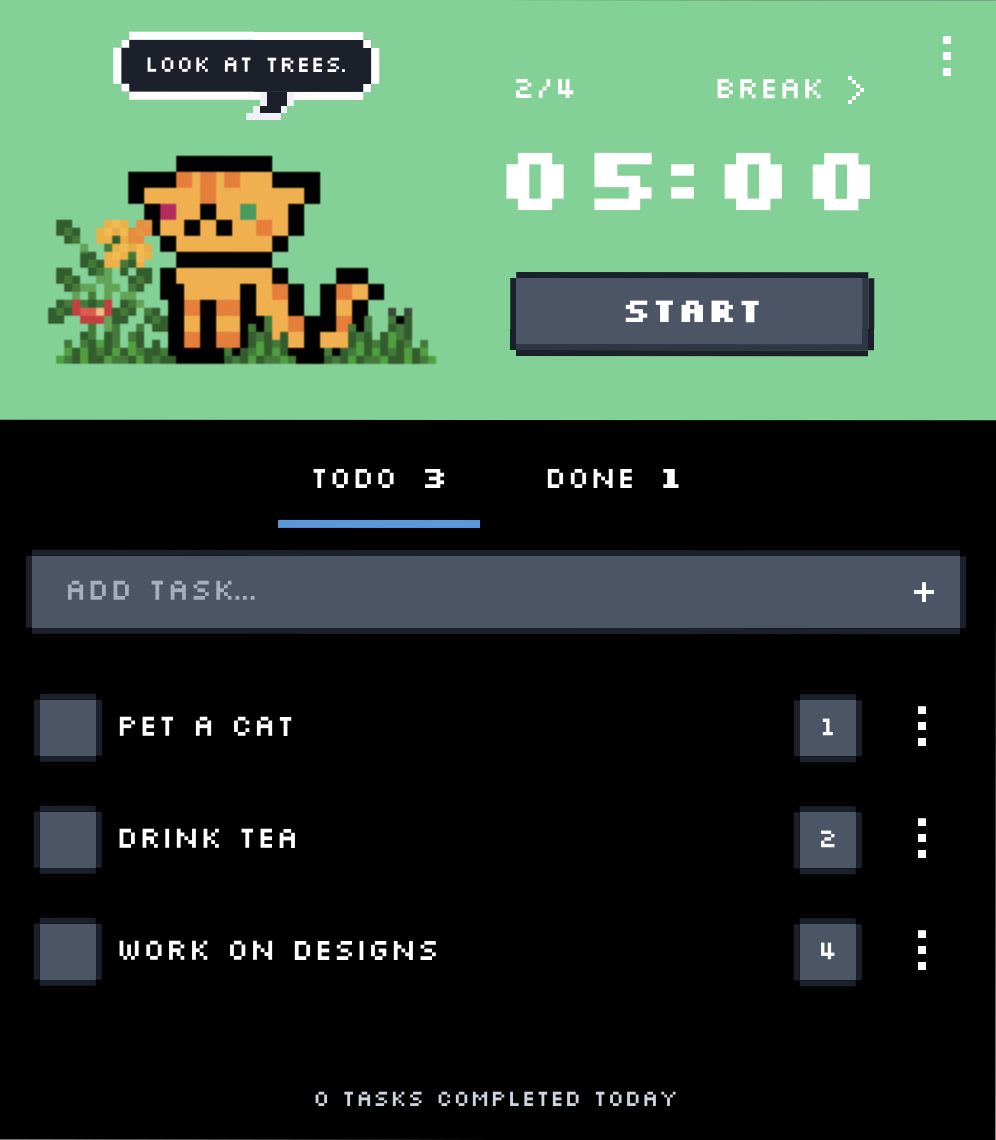 LOOK AT TREES.
2/4 BREAK
05:00
START
TODO 3 DONE 1
ADD TASK... +
PET A CAT 1
DRINK TEA 2
WORK ON DESIGNS 4
0 TASKS COMPLETED TODAY